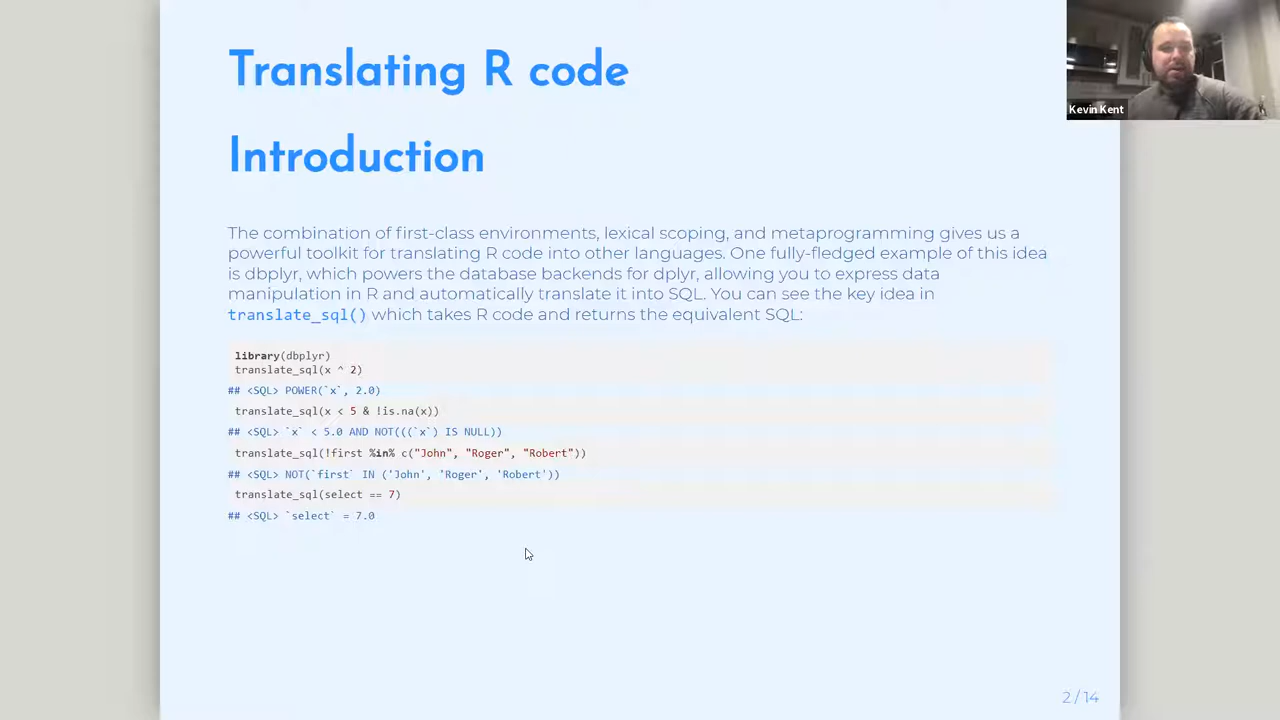 Translating R code
Introduction
The combination of first-class environments, lexical scoping, and metaprogramming gives us a
powerful toolkit for translating R code into other languages. One fully-fledged example of this idea
is dbplyr, which powers the database backends for dplyr, allowing you to express data
manipulation in R and automatically translate it into SQL. You can see the key idea in
translate_sql() which takes R code and returns the equivalent SQL:
library(dbplyr)
translate_sql(x ^ 2)
## <SQL> POWER(`x`, 2.0)
translate_sql(x < 5 & !is.na(x))
## <SQL> `x` < 5.0 AND NOT(((`x`) IS NULL))
translate_sql(!first %in% c("John", "Roger", "Robert"))
## <SQL> NOT(`first` IN ('John', 'Roger', 'Robert'))
translate_sql(select == 7)
## <SQL> `select` = 7.0
2 / 14
Kevin Kent